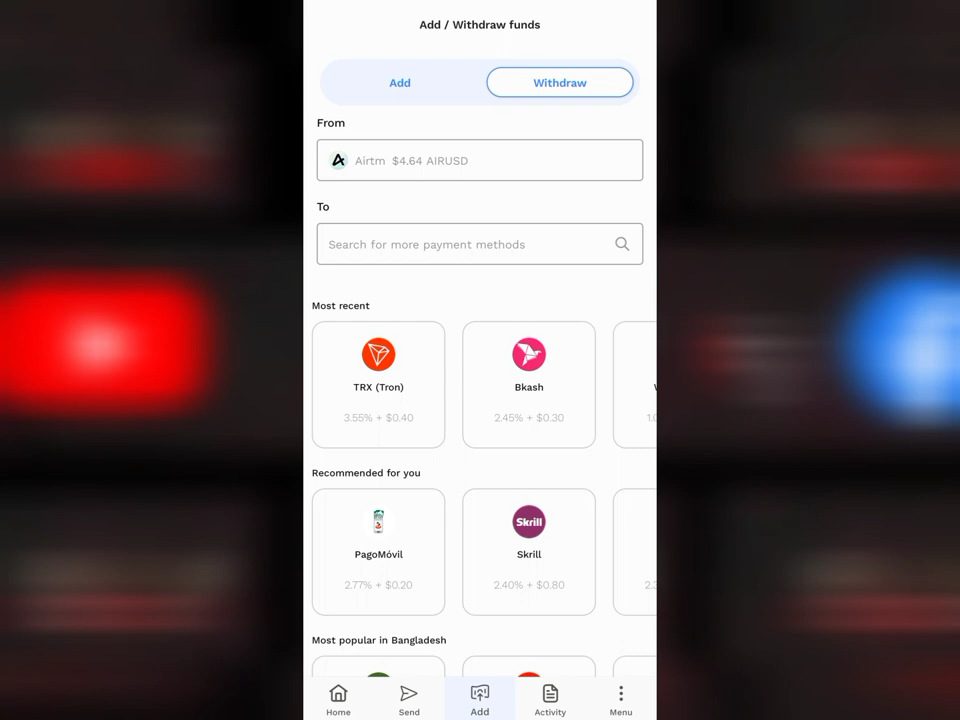 Add / Withdraw funds
Add
Withdraw
From
Airtm $4.64 AIRUSD
To
Search for more payment methods
Most recent
TRX (Tron)
Bkash
3.55% + $0.40
2.45% + $0.30
Recommended for you
Skrill
PagoMóvil
Skrill
2.77% + $0.20
2.40% + $0.80
Most popular in Bangladesh
Home
Send
Add
Activity
Menu